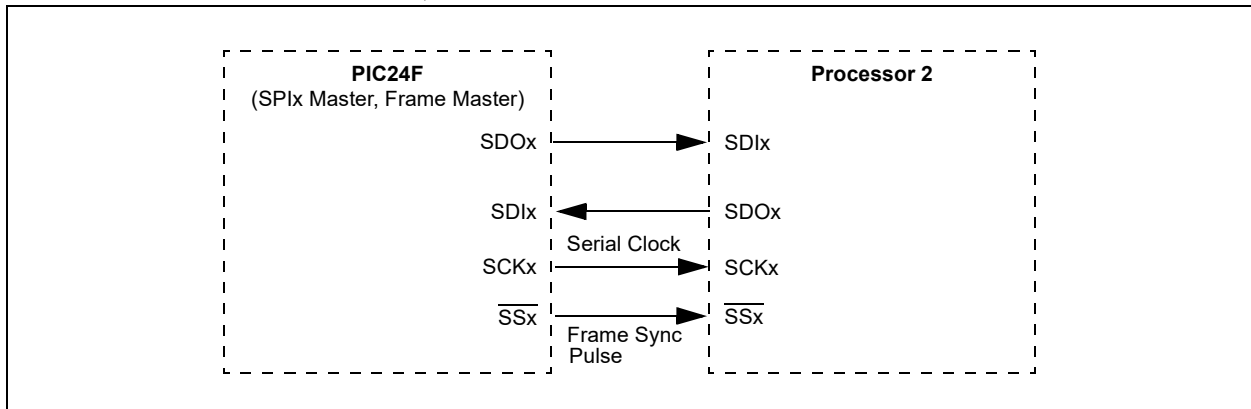 PIC24F
(SPIx Master, Frame Master)
Processor 2
SDOx
SDIx
SDIx
SDOx
Serial Clock
SCKx
SCKx
SSx
SSx
Frame Sync
Pulse